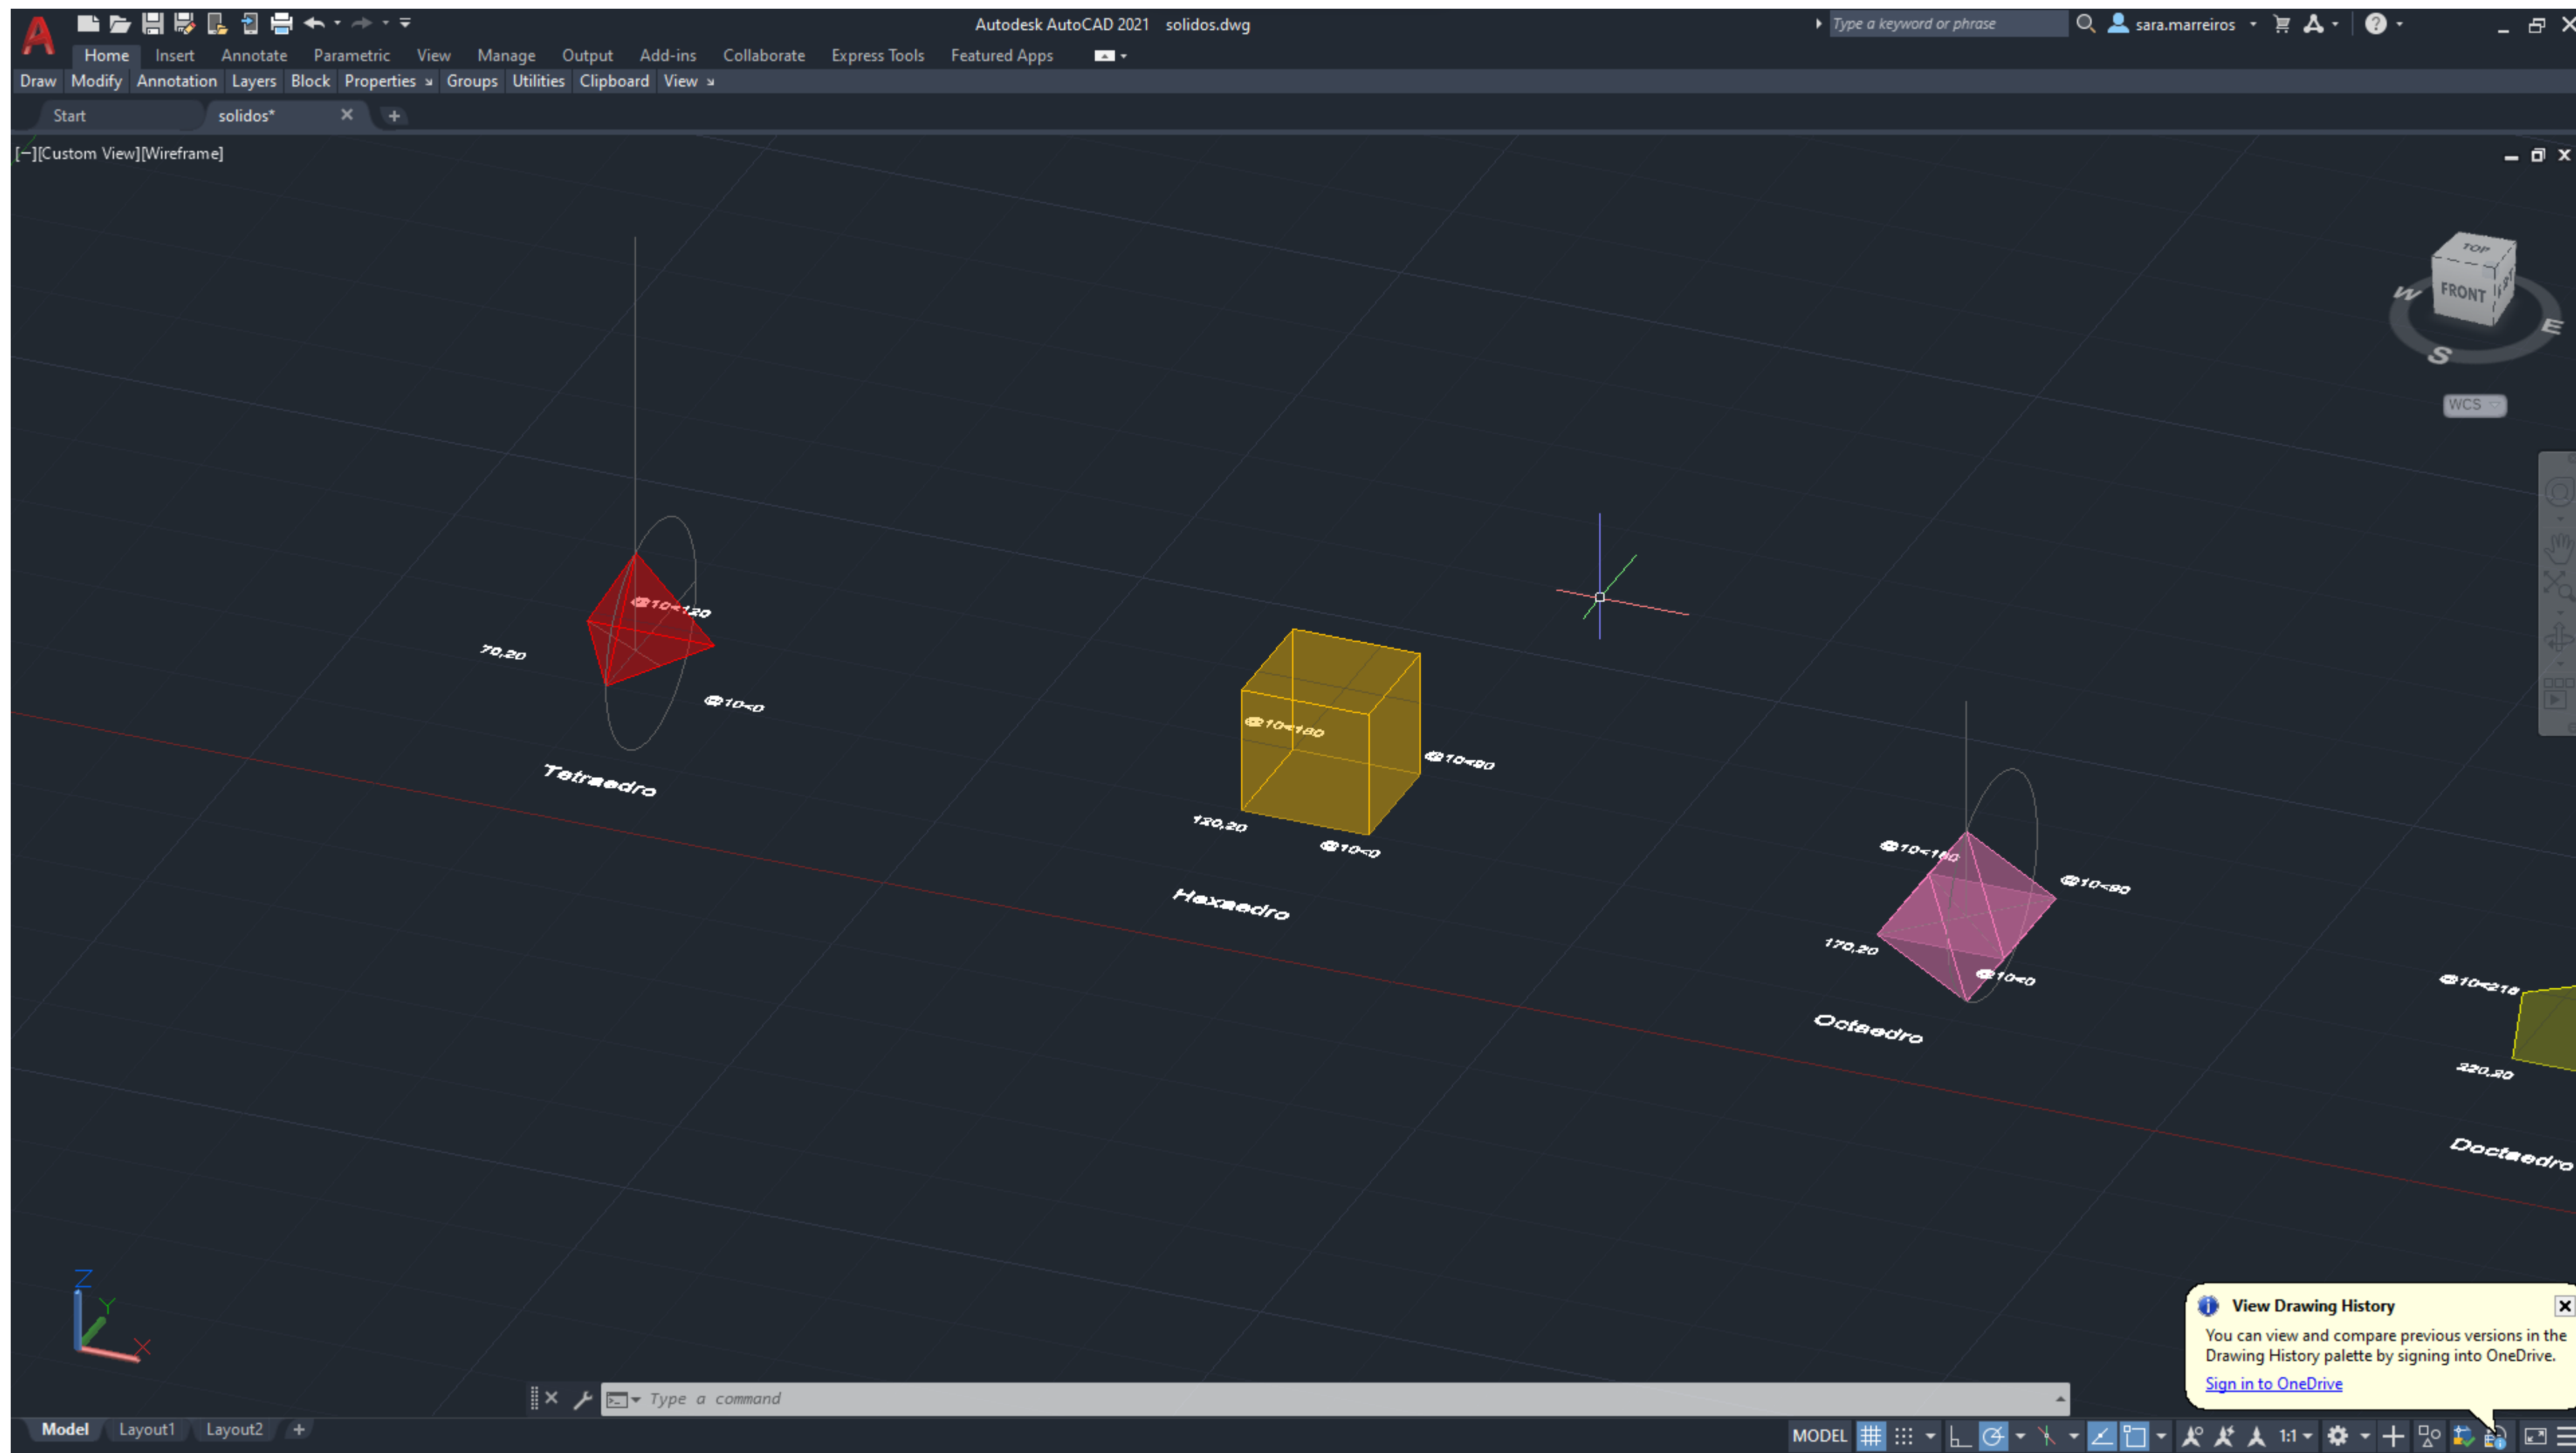 Autodesk AutoCAD 2021 solidos.dwg
Type a keyword or phrase
sara.marreiros
Home Insert Annotate Parametric View Manage Output Add-ins Collaborate Express Tools Featured Apps
Draw Modify Annotation Layers Block Properties Groups Utilities Clipboard View
Start solidos*
[−][Custom View][Wireframe]
TOP
FRONT
W
E
S
WCS
@10<120
70,20
@10<0
Tetraedro
@10<180
@10<90
120,20
@10<0
Hexaedro
@10<180
@10<90
170,20
@10<0
Octaedro
@10<216
220,20
Doctaedro
Z
Y
X
View Drawing History
You can view and compare previous versions in the
Drawing History palette by signing into OneDrive.
Sign in to OneDrive
Type a command
Model Layout1 Layout2 +
MODEL 1:1